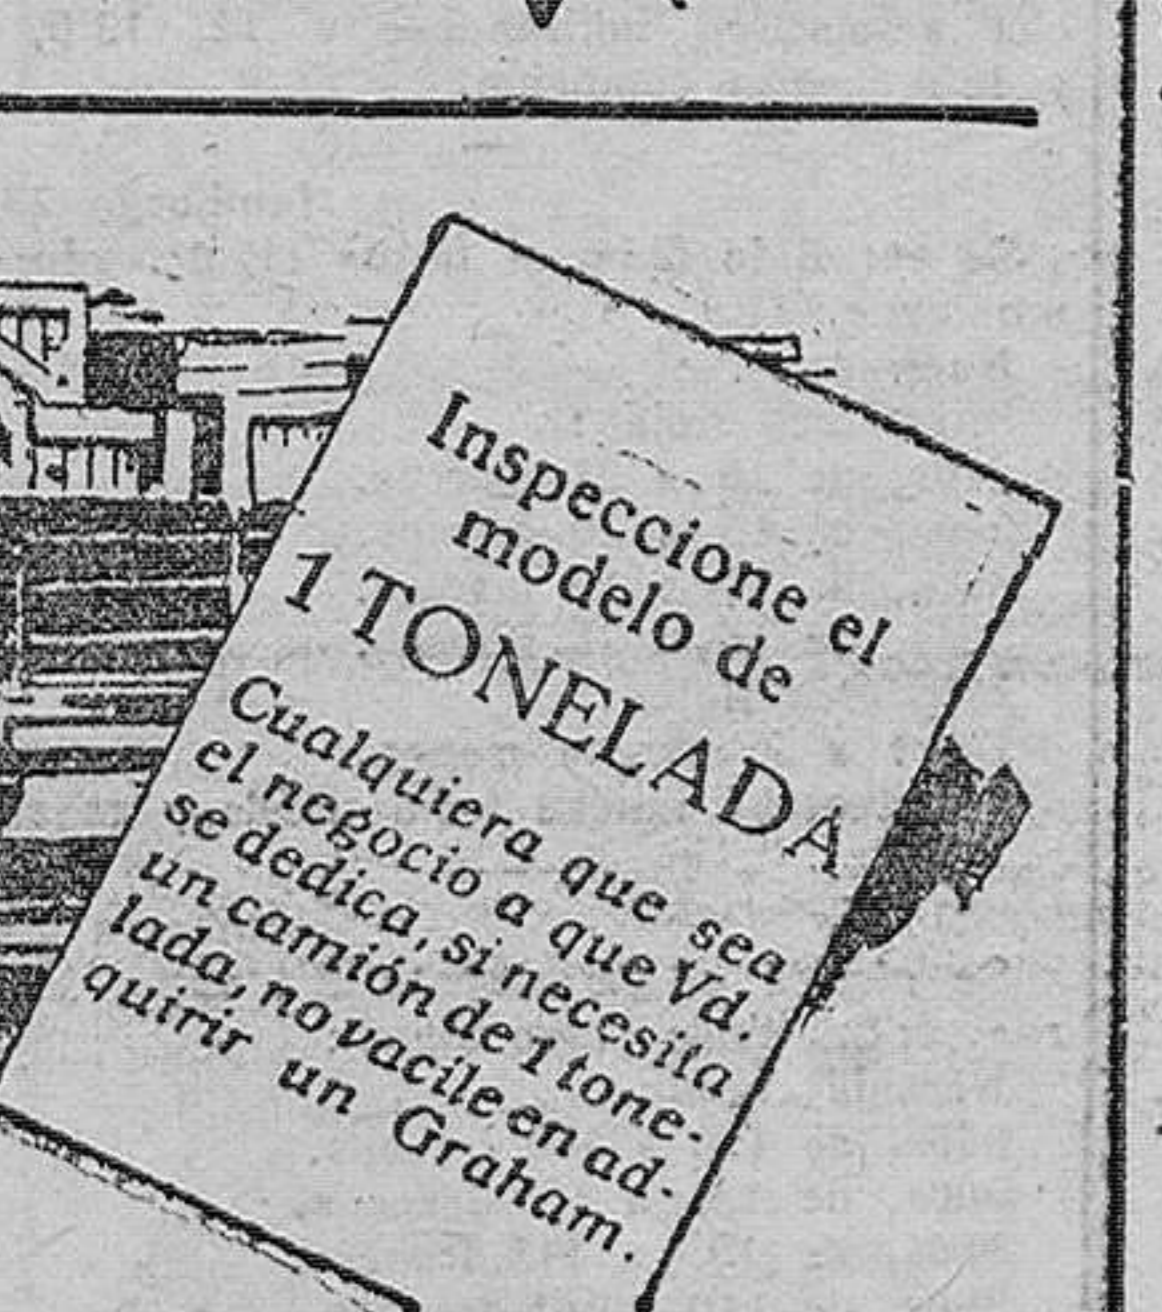 Inspeccione el
modelo de
1 TONELADA
Cualquiera que sea
el negocio a que Vd.
se dedica, si necesita
un camión de 1 tone-
lada, no vacile en ad-
quirir un Graham.